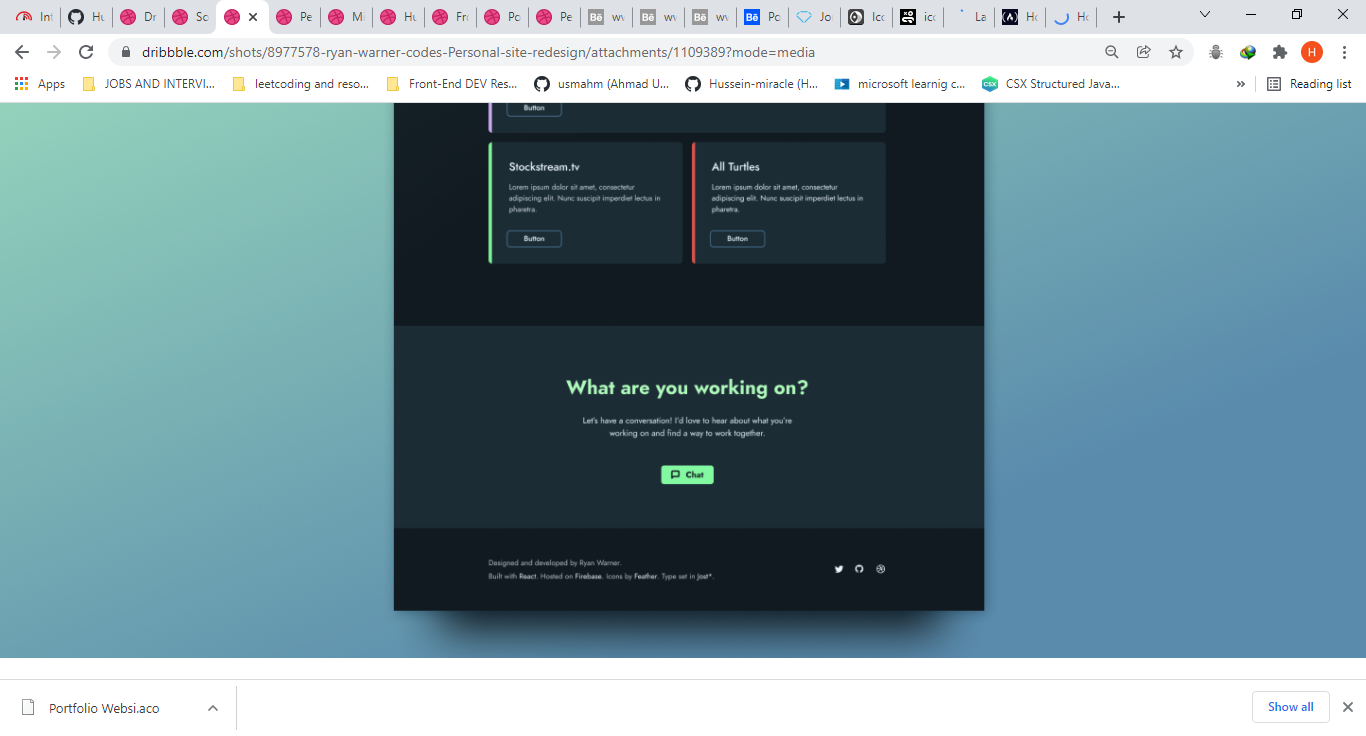 Int
Hu
Dr
Sc
Pe
M
Hu
Fro
Po
Pe
wv
wv
wv
Po
Jo
Ico
ico
La
Ho
Ho
dribbble.com/shots/8977578-ryan-warner-codes-Personal-site-redesign/attachments/1109389?mode=media
H
Apps
JOBS AND INTERVI...
leetcoding and reso...
Front-End DEV Res...
usmahm (Ahmad U...
Hussein-miracle (H...
microsoft learnig c...
CSX Structured Java...
»
Reading list
Button
Stockstream.tv
Lorem ipsum dolor sit amet, consectetur
adipiscing elit. Nunc suscipit imperdiet lectus in
pharetra.
Button
All Turtles
Lorem ipsum dolor sit amet, consectetur
adipiscing elit. Nunc suscipit imperdiet lectus in
pharetra.
Button
What are you working on?
Let's have a conversation! I'd love to hear about what you're
working on and find a way to work together.
Chat
Designed and developed by Ryan Warner.
Built with React. Hosted on Firebase. Icons by Feather. Type set in Jost*.
Portfolio Websi.aco
Show all